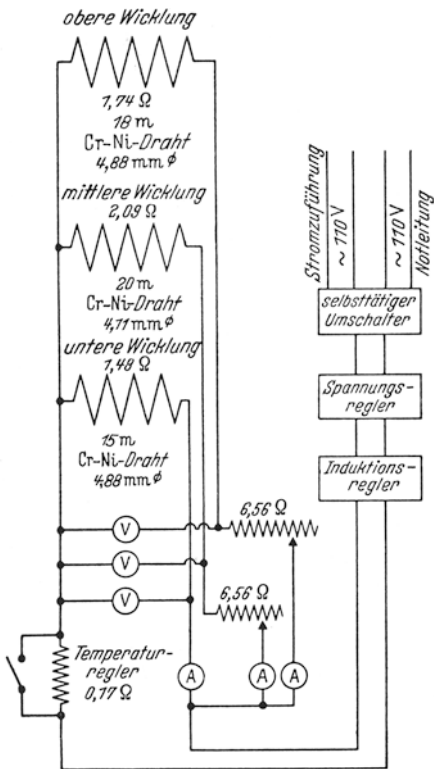 obere Wicklung
1,74 Ω
18 m
Cr-Ni-Draht
4,88 mm ⌀
mittlere Wicklung
2,09 Ω
20 m
Cr-Ni-Draht
4,71 mm ⌀
untere Wicklung
1,48 Ω
15 m
Cr-Ni-Draht
4,88 mm ⌀
Stromzuführung
~ 110 V
~ 110 V
Notleitung
selbsttätiger
Umschalter
Spannungs-
regler
Induktions-
regler
6,56 Ω
V
V
6,56 Ω
V
Temperatur-
regler
0,17 Ω
A
A
A